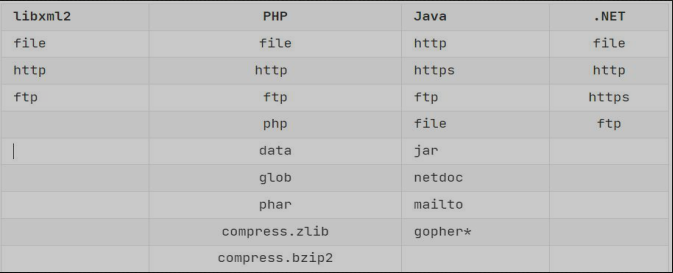 libxml2 PHP Java .NET
file file http file
http http https http
ftp ftp ftp https
php file ftp
data jar
glob netdoc
phar mailto
compress.zlib gopher*
compress.bzip2